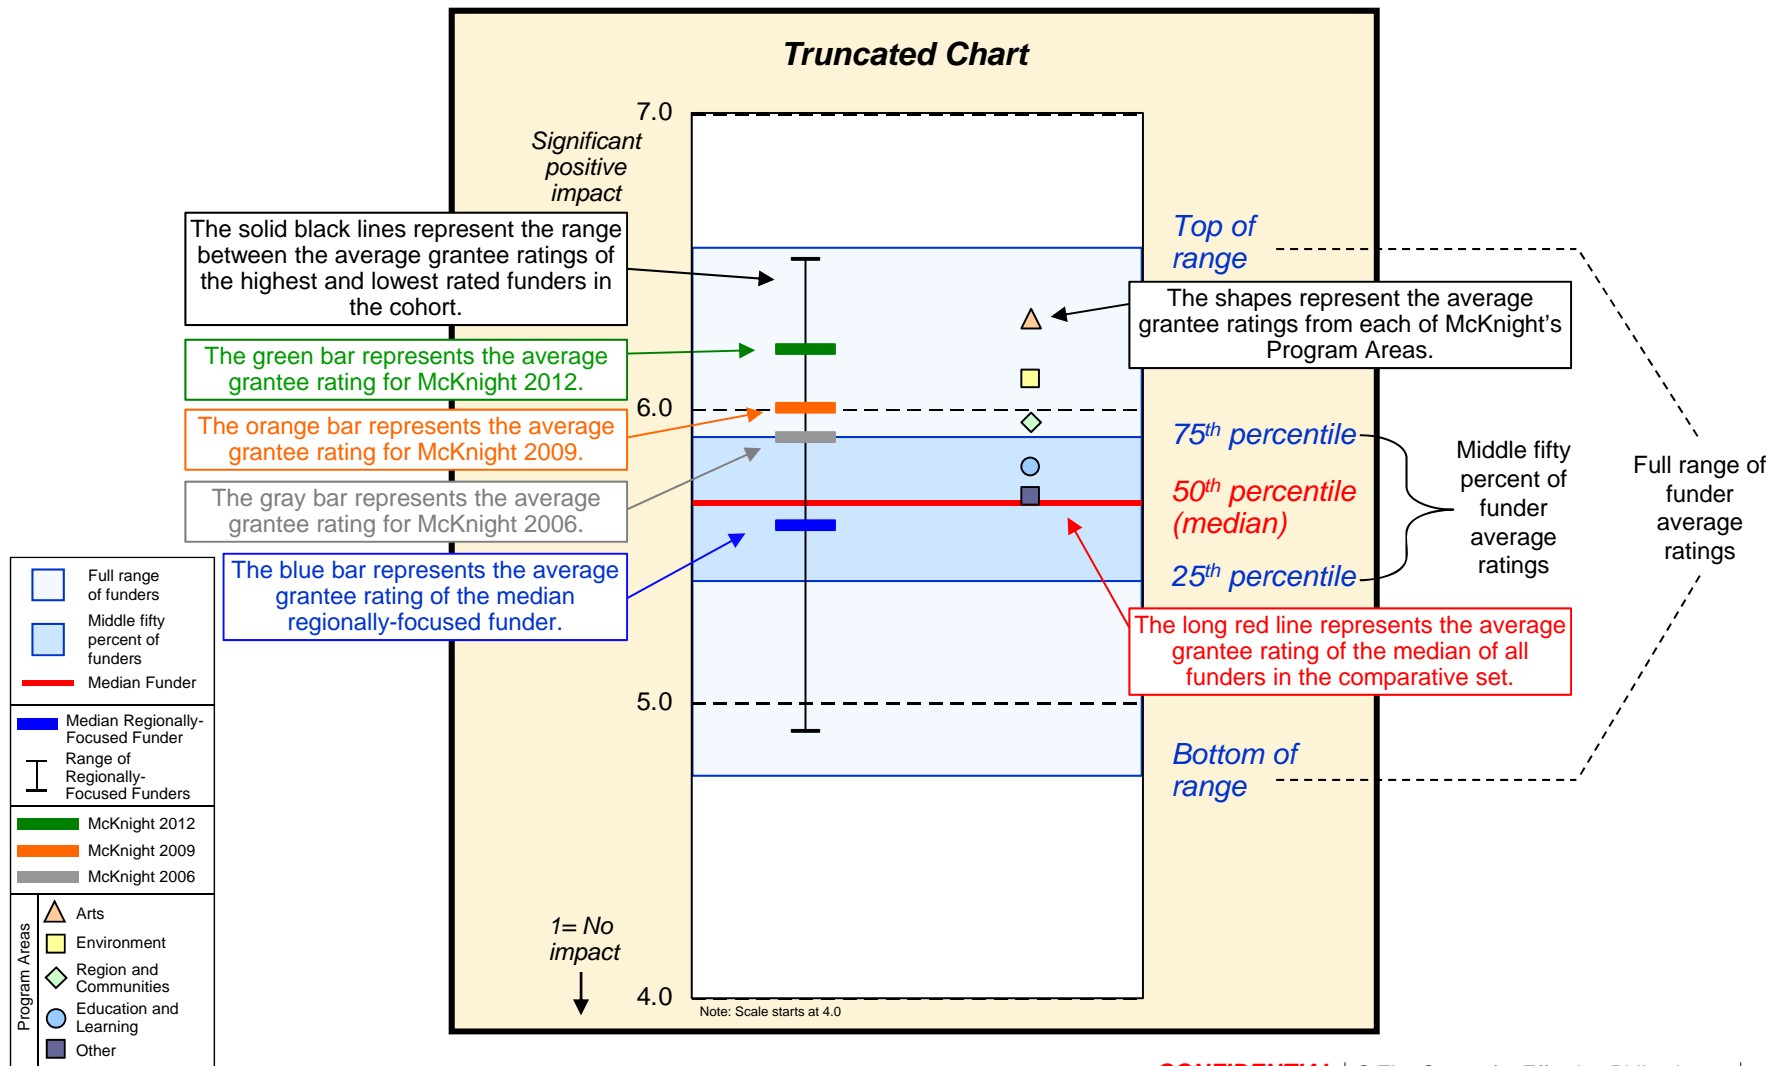 Truncated Chart
7.0
Significant
positive
impact
The solid black lines represent the range
between the average grantee ratings of
the highest and lowest rated funders in
the cohort.
Top of
range
The shapes represent the average
grantee ratings from each of McKnight's
Program Areas.
The green bar represents the average
grantee rating for McKnight 2012.
6.0
The orange bar represents the average
grantee rating for McKnight 2009.
75th percentile
Middle fifty
percent of
funder
average
ratings
Full range of
funder
average
ratings
The gray bar represents the average
grantee rating for McKnight 2006.
50th percentile
(median)
The blue bar represents the average
grantee rating of the median
regionally-focused funder.
25th percentile
The long red line represents the average
grantee rating of the median of all
funders in the comparative set.
5.0
Bottom of
range
1= No
impact
4.0
Note: Scale starts at 4.0
Full range
of funders
Middle fifty
percent of
funders
Median Funder
Median Regionally-
Focused Funder
Range of
Regionally-
Focused Funders
McKnight 2012
McKnight 2009
McKnight 2006
Program Areas
Arts
Environment
Region and
Communities
Education and
Learning
Other